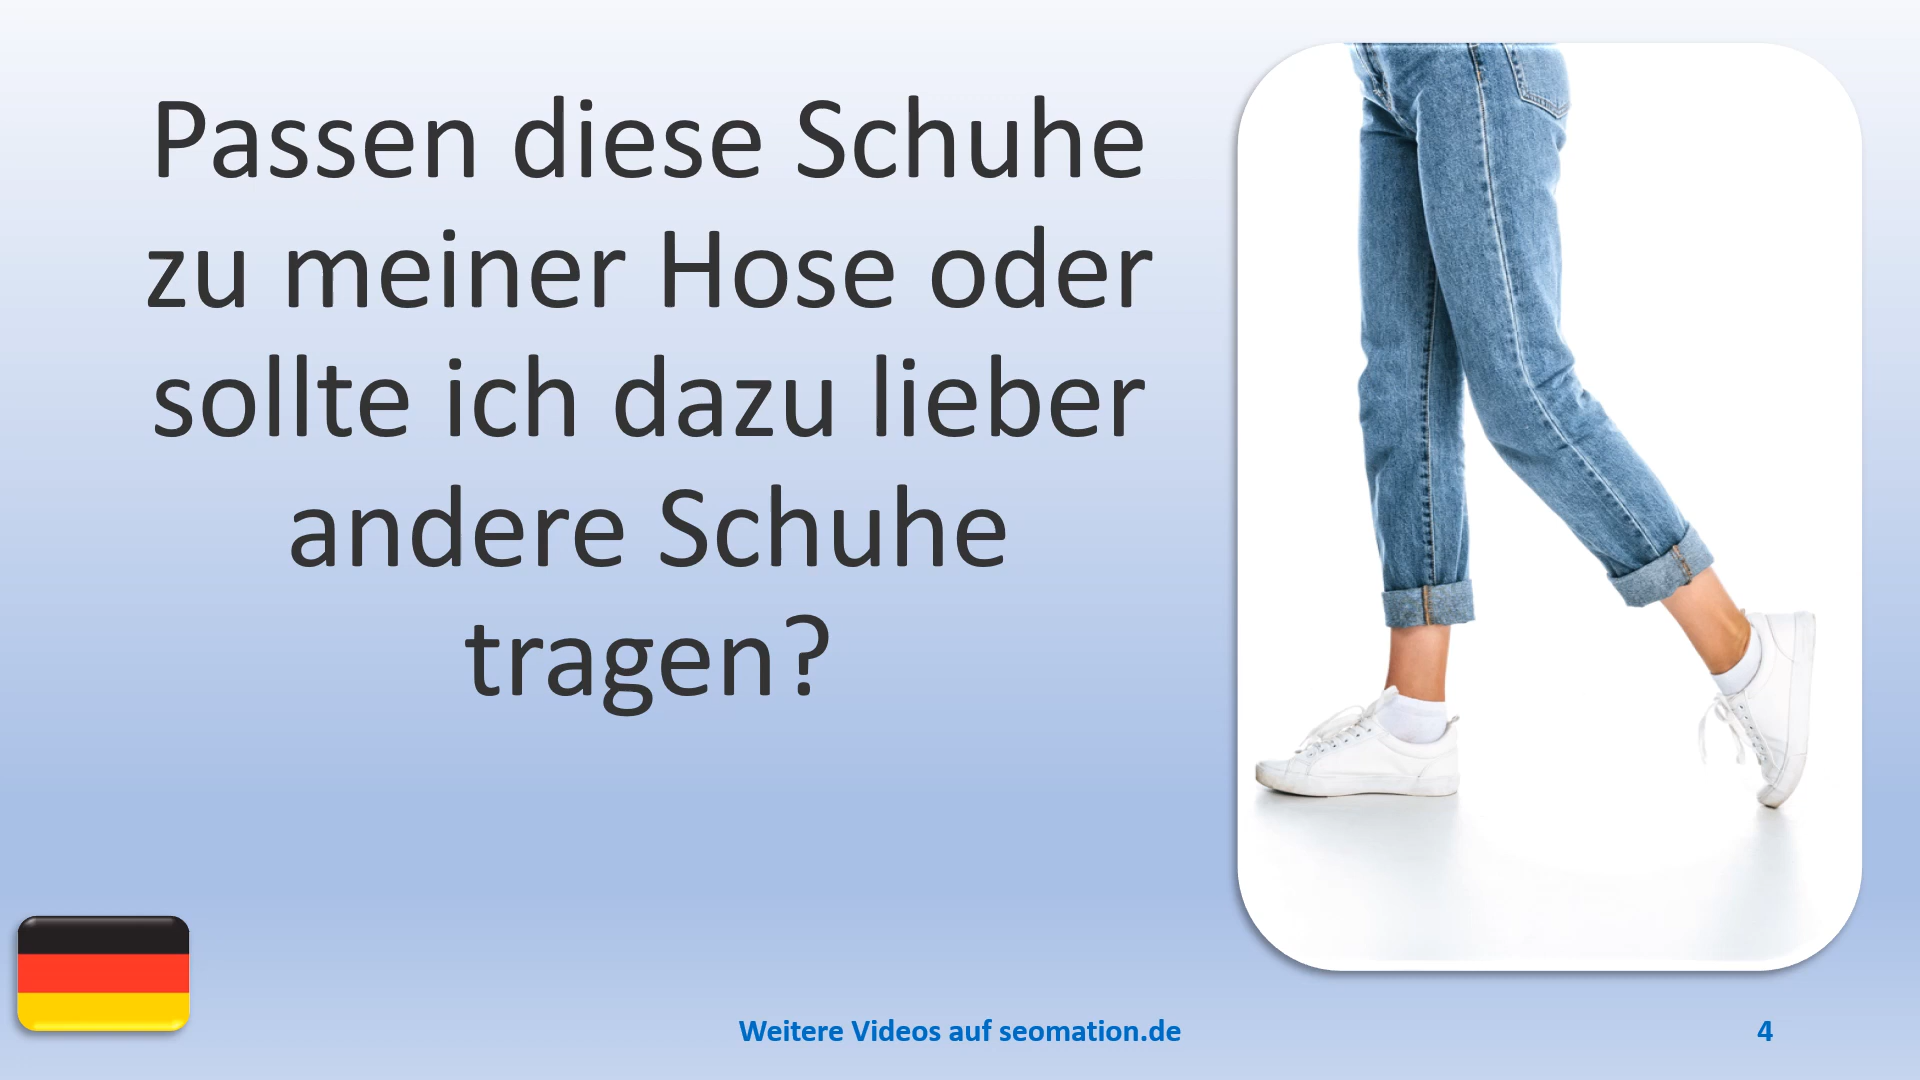 Passen diese Schuhe
zu meiner Hose oder
sollte ich dazu lieber
andere Schuhe
tragen?
Weitere Videos auf seomation.de
4